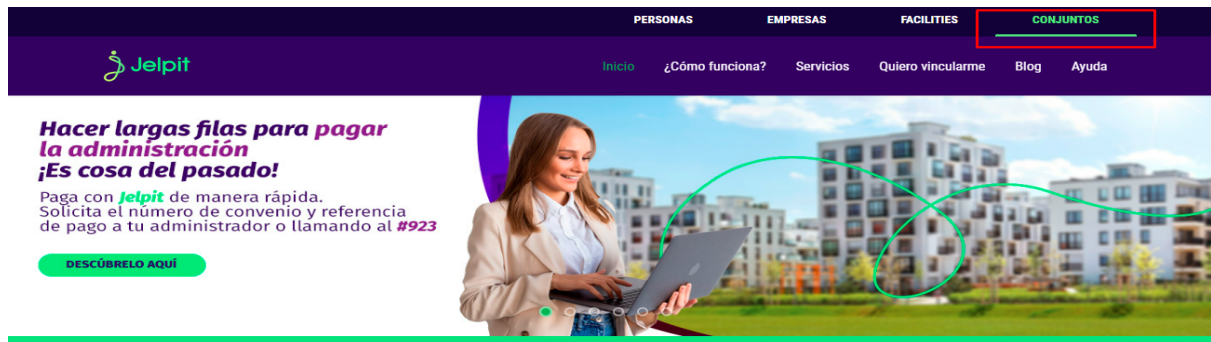 PERSONAS EMPRESAS FACILITIES CONJUNTOS
Jelpit Inicio ¿Cómo funciona? Servicios Quiero vincularme Blog Ayuda
Hacer largas filas para pagar
la administración
¡Es cosa del pasado!
Paga con Jelpit de manera rápida.
Solicita el número de convenio y referencia
de pago a tu administrador o llamando al #923
DESCÚBRELO AQUÍ